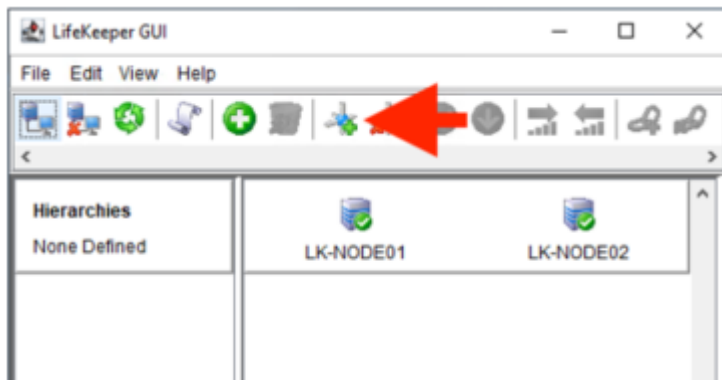 LifeKeeper GUI
File Edit View Help
Hierarchies
None Defined
LK-NODE01 LK-NODE02